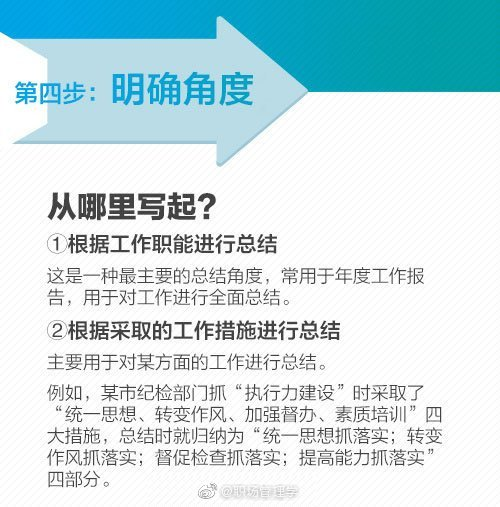 第四步：明确角度
从哪里写起？
①根据工作职能进行总结
这是一种最主要的总结角度，常用于年度工作报
告，用于对工作进行全面总结。
②根据采取的工作措施进行总结
主要用于对某方面的工作进行总结。
例如，某市纪检部门抓“执行力建设”时采取了
“统一思想、转变作风、加强督办、素质培训”四
大措施，总结时就归纳为“统一思想抓落实；转变
作风抓落实；督促检查抓落实；提高能力抓落实”
四部分。
@职场管理学